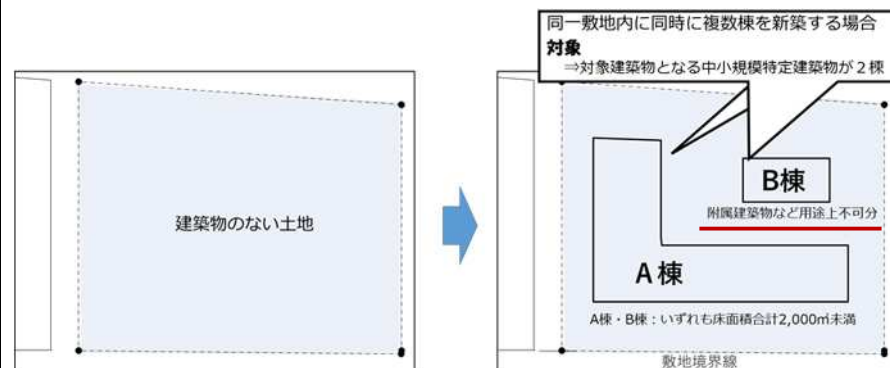 同一敷地内に同時に複数棟を新築する場合
対象
⇒対象建築物となる中小規模特定建築物が2棟
建築物のない土地
B棟
附属建築物など用途上不可分
A棟
A棟・B棟：いずれも床面積合計2,000㎡未満
敷地境界線